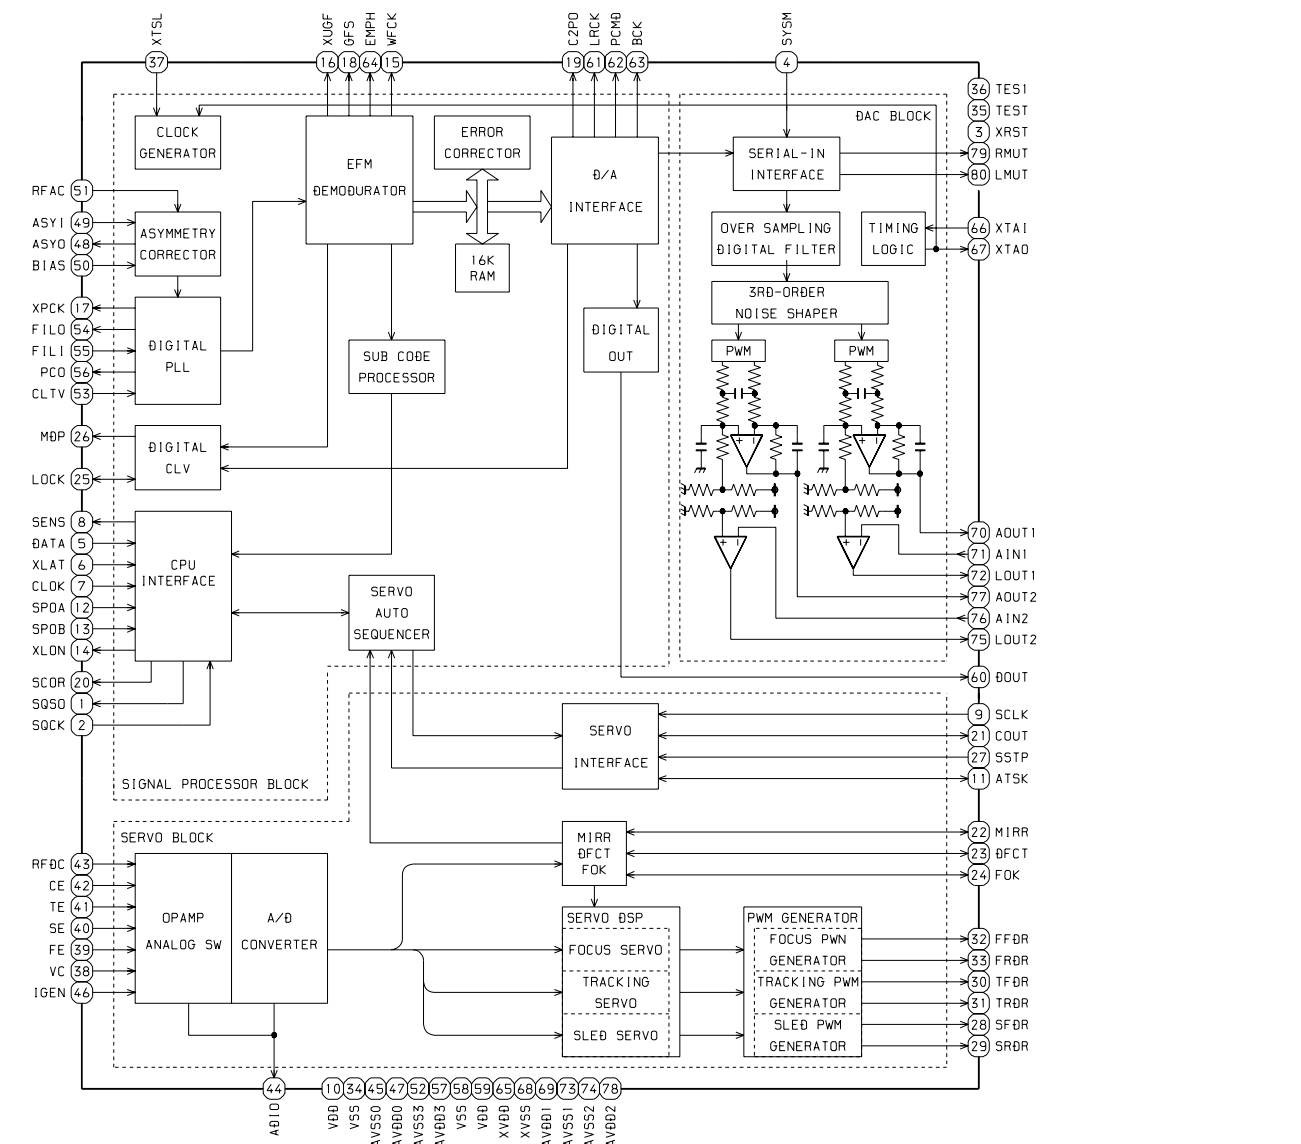 XTSL
XUGF
GFS
EMPH
WFCK
C2PO
LRCK
PCMD
BCK
SYSM
37
16
18
64
15
19
61
62
63
4
36 TES1
35 TEST
3 XRST
79 RMUT
80 LMUT
66 XTAI
67 XTAO
DAC BLOCK
CLOCK
GENERATOR
EFM
DEMODURATOR
ERROR
CORRECTOR
16K
RAM
D/A
INTERFACE
SERIAL-IN
INTERFACE
OVER SAMPLING
DIGITAL FILTER
TIMING
LOGIC
3RD-ORDER
NOISE SHAPER
PWM
PWM
RFAC 51
ASYI 49
ASYO 48
BIAS 50
ASYMMETRY
CORRECTOR
XPCK 17
FILO 54
FILI 55
PCO 56
CLTV 53
DIGITAL
PLL
SUB CODE
PROCESSOR
DIGITAL
OUT
MDP 26
LOCK 25
DIGITAL
CLV
+ -
+ -
+ -
+ -
SENS 8
DATA 5
XLAT 6
CLOK 7
SPOA 12
SPOB 13
XLON 14
SCOR 20
SQSO 1
SQCK 2
CPU
INTERFACE
SERVO
AUTO
SEQUENCER
70 AOUT1
71 AIN1
72 LOUT1
77 AOUT2
76 AIN2
75 LOUT2
60 DOUT
9 SCLK
21 COUT
27 SSTP
11 ATSK
SERVO
INTERFACE
SIGNAL PROCESSOR BLOCK
SERVO BLOCK
MIRR
DFCT
FOK
22 MIRR
23 DFCT
24 FOK
RFDC 43
CE 42
TE 41
SE 40
FE 39
VC 38
IGEN 46
OPAMP
ANALOG SW
A/D
CONVERTER
SERVO DSP
FOCUS SERVO
TRACKING
SERVO
SLED SERVO
PWM GENERATOR
FOCUS PWN
GENERATOR
TRACKING PWM
GENERATOR
SLED PWM
GENERATOR
32 FFDR
33 FRDR
30 TFDR
31 TRDR
28 SFDR
29 SRDR
44
10
34
45
47
52
57
58
59
65
68
69
73
74
78
ADIO
VDD
VSS
AVSS0
AVDD0
AVSS3
AVDD3
VSS
VDD
XVDD
XVSS
AVDD1
AVSS1
AVSS2
AVDD2